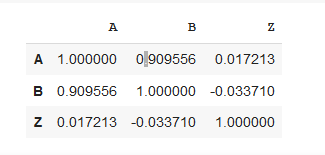 A B Z
A 1.000000 0.909556 0.017213
B 0.909556 1.000000 -0.033710
Z 0.017213 -0.033710 1.000000